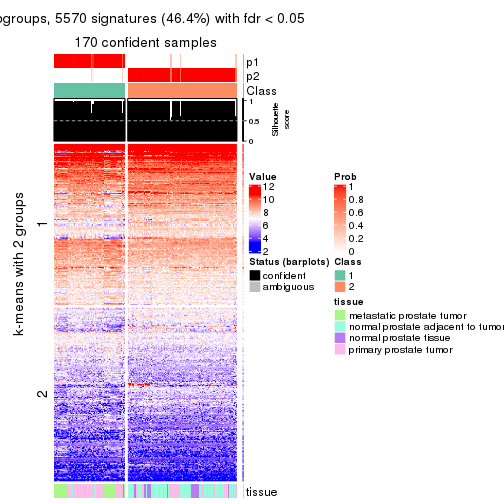 ogroups, 5570 signatures (46.4%) with fdr < 0.05
170 confident samples
p1
p2
Class
1
0.5
0
Silhouette
score
k-means with 2 groups
1
2
Value
12
10
8
6
4
2
Prob
1
0.8
0.6
0.4
0.2
0
Status (barplots)
confident
ambiguous
Class
1
2
tissue
metastatic prostate tumor
normal prostate adjacent to tumor
normal prostate tissue
primary prostate tumor
tissue